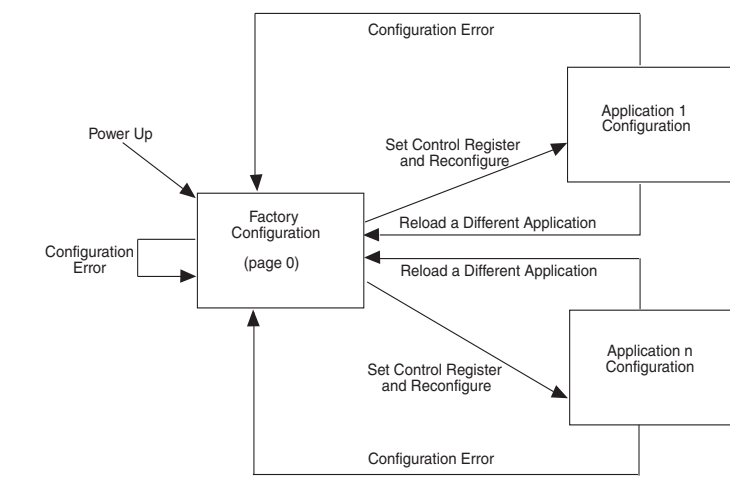 Configuration Error
Application 1
Configuration
Power Up
Set Control Register
and Reconfigure
Factory
Configuration
(page 0)
Reload a Different Application
Configuration
Error
Reload a Different Application
Application n
Configuration
Set Control Register
and Reconfigure
Configuration Error